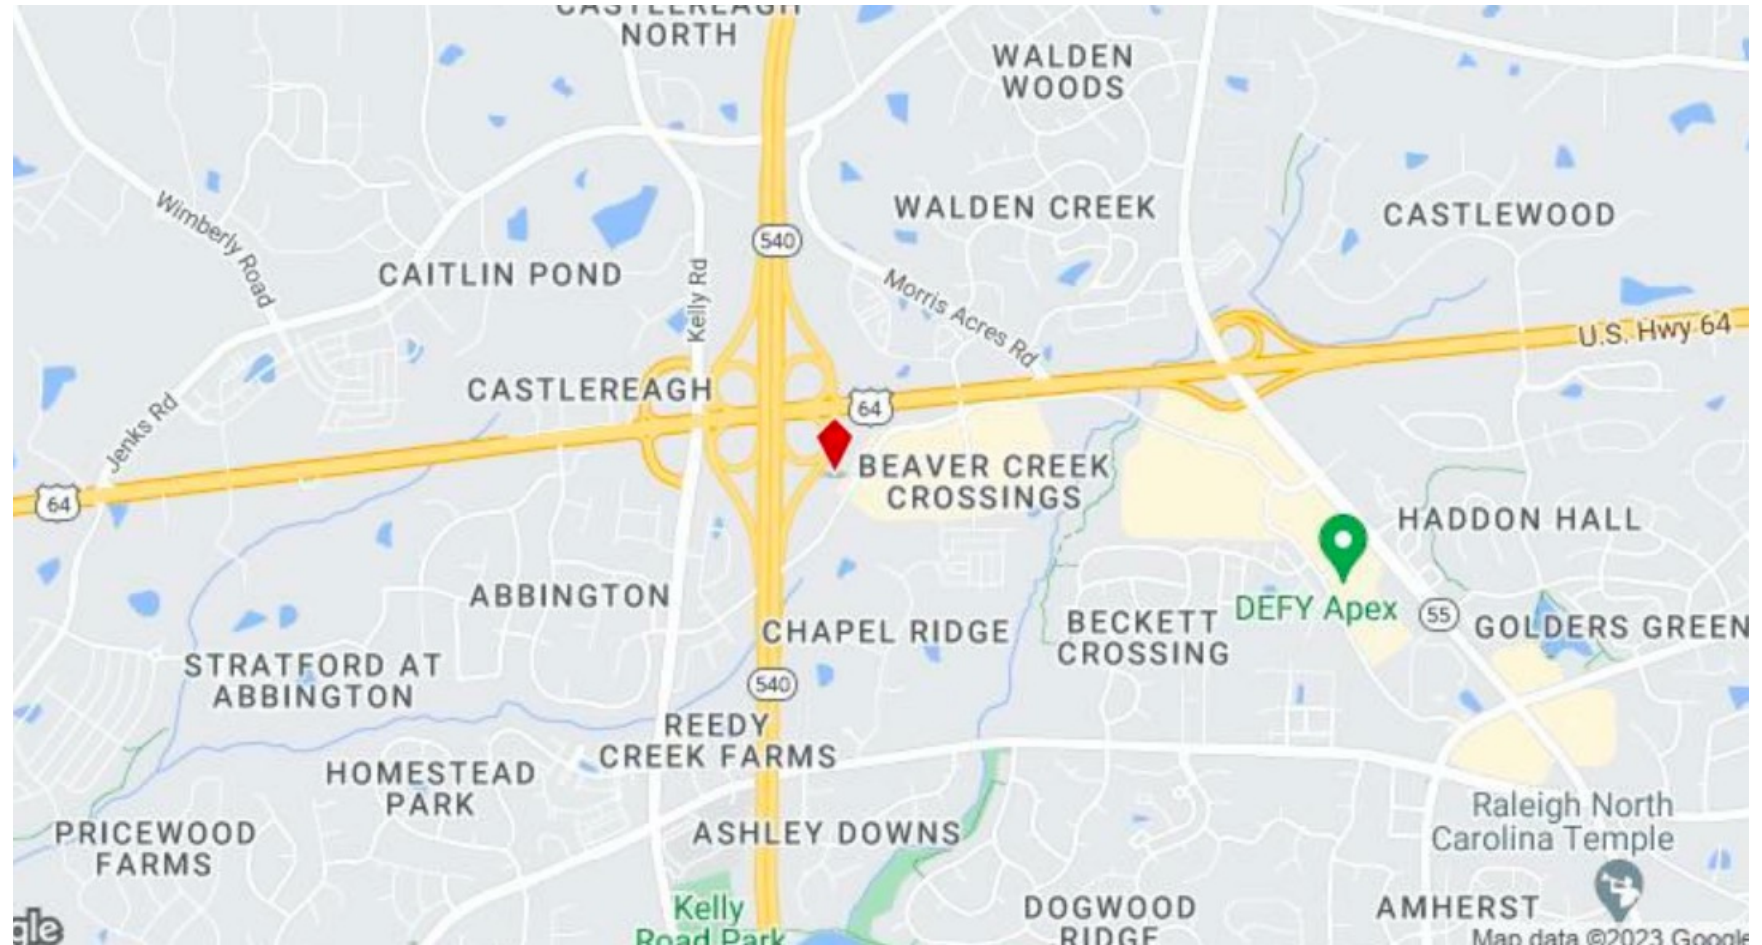 CASTLEREAGH
NORTH
WALDEN
WOODS
Wimberly Road
WALDEN CREEK
CASTLEWOOD
540
CAITLIN POND
Kelly Rd
Morris Acres Rd
U.S. Hwy 64
CASTLEREAGH
64
Jenks Rd
BEAVER CREEK
CROSSINGS
64
HADDON HALL
ABBINGTON
DEFY Apex
55
CHAPEL RIDGE
BECKETT
CROSSING
GOLDERS GREEN
STRATFORD AT
ABBINGTON
540
REEDY
CREEK FARMS
HOMESTEAD
PARK
Raleigh North
Carolina Temple
PRICEWOOD
FARMS
ASHLEY DOWNS
Kelly
Road Park
DOGWOOD
RIDGE
AMHERST
gle
Map data ©2023 Google